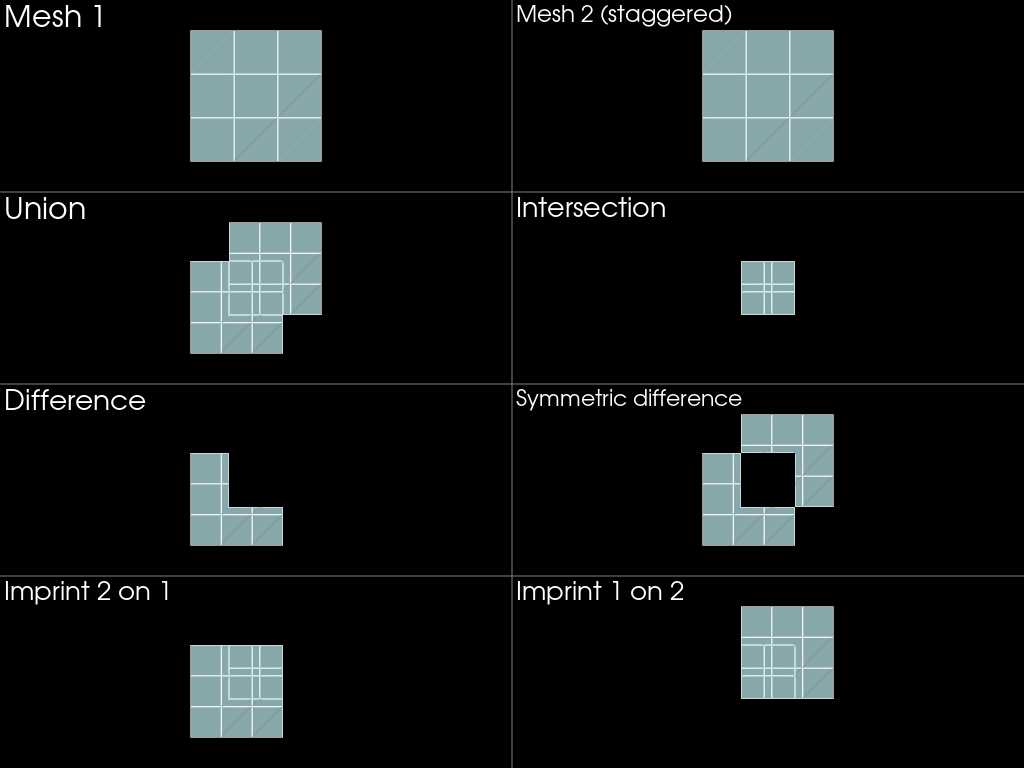 Mesh 1
Mesh 2 (staggered)
Union
Intersection
Difference
Symmetric difference
Imprint 2 on 1
Imprint 1 on 2